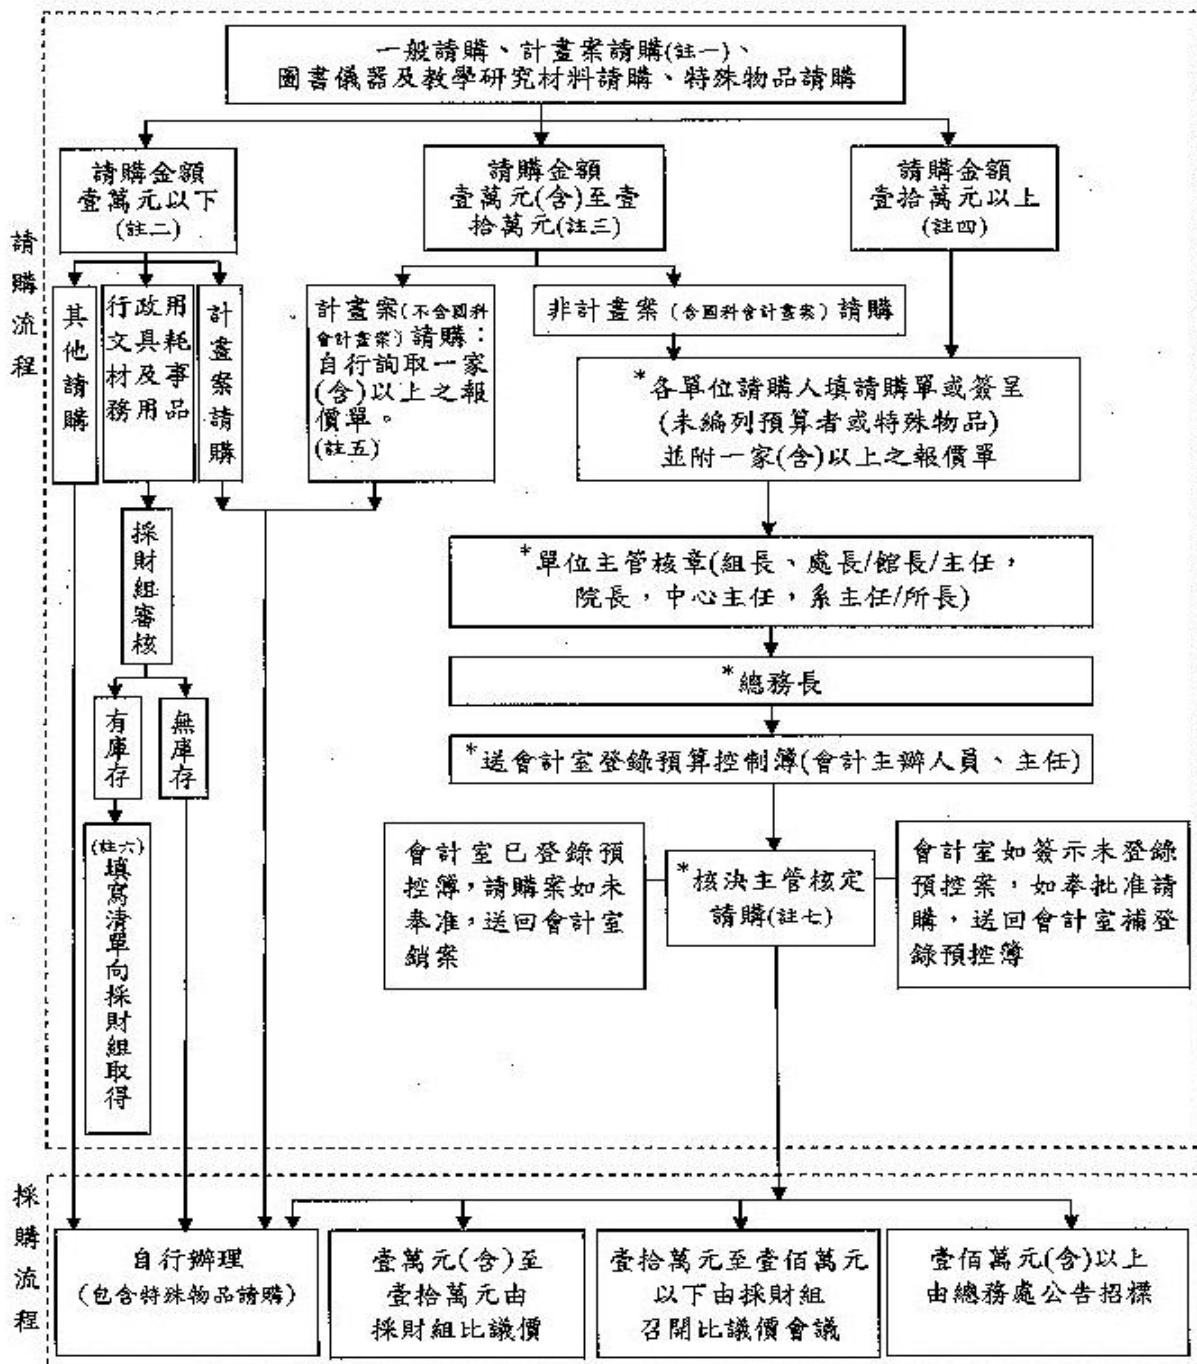 請購流程
一般請購、計畫案請購(註一)、
圖書儀器及教學研究材料請購、特殊物品請購
請購金額
壹萬元以下
(註二)
請購金額
壹萬元(含)至壹
拾萬元(註三)
請購金額
壹拾萬元以上
(註四)
其他請購
行政用
文具耗
材及事
務用品
計畫案請購
計畫案(不含國科
會計畫案)請購：
自行詢取一家
(含)以上之報
價單。
(註五)
非計畫案(含國科會計畫案)請購
*各單位請購人填請購單或簽呈
(未編列預算者或特殊物品)
並附一家(含)以上之報價單
採財組審核
*單位主管核章(組長、處長/館長/主任，
院長，中心主任，系主任/所長)
*總務長
有庫存
無庫存
*送會計室登錄預算控制簿(會計主辦人員、主任)
(註六)
填寫清單向採財組取得
會計室已登錄預
控簿，請購案如未
奉准，送回會計室
銷案
*核決主管核定
請購(註七)
會計室如簽示未登錄
預控案，如奉批准請
購，送回會計室補登
錄預控簿
採購流程
自行辦理
(包含特殊物品請購)
壹萬元(含)至
壹拾萬元由
採財組比議價
壹拾萬元至壹佰萬元
以下由採財組
召開比議價會議
壹佰萬元(含)以上
由總務處公告招標